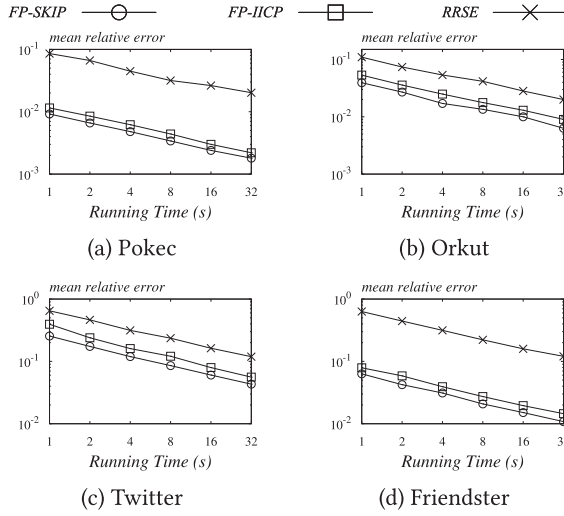 FP-SKIP FP-IICP RRSE
mean relative error mean relative error
10^-1 10^-1
10^-2 10^-2
10^-3 10^-3
1 2 4 8 16 32 1 2 4 8 16 3
Running Time (s) Running Time (s)
(a) Pokec (b) Orkut
mean relative error mean relative error
10^0 10^0
10^-1 10^-1
10^-2 10^-2
1 2 4 8 16 32 1 2 4 8 16 3
Running Time (s) Running Time (s)
(c) Twitter (d) Friendster